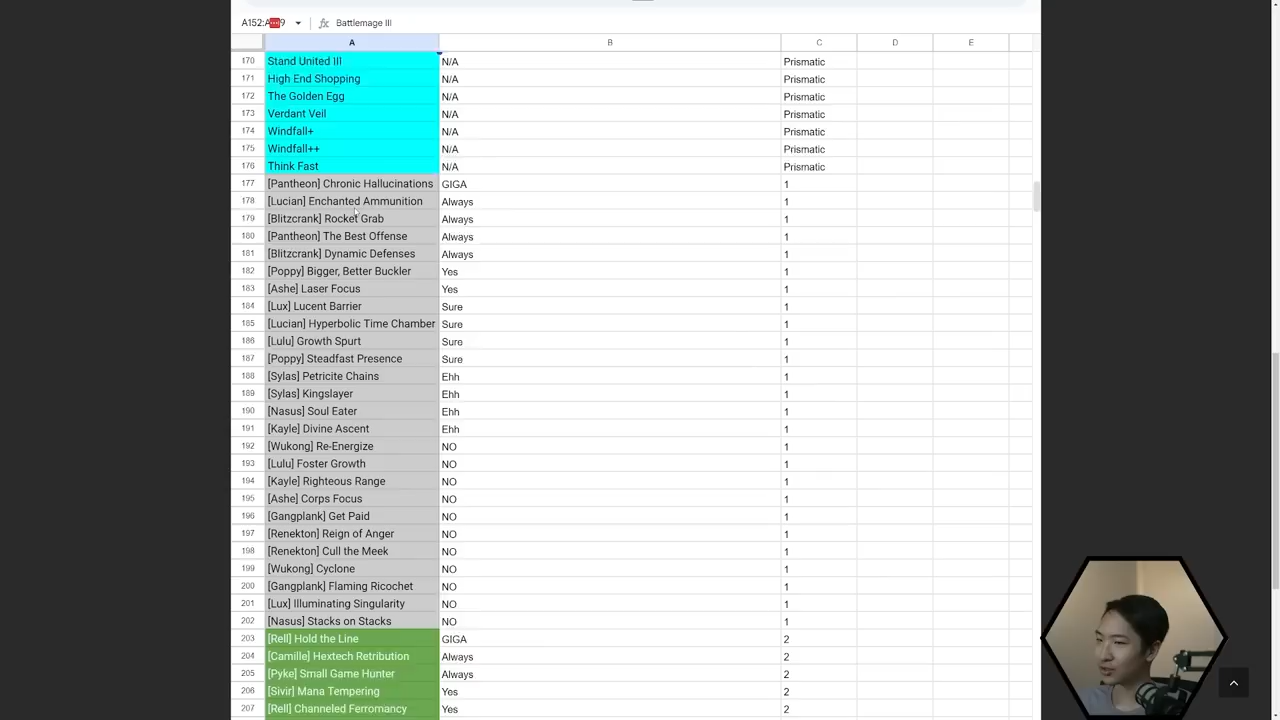 A152:A 9 fx Battlemage III
A B C D E
170 Stand United III N/A Prismatic
171 High End Shopping N/A Prismatic
172 The Golden Egg N/A Prismatic
173 Verdant Veil N/A Prismatic
174 Windfall+ N/A Prismatic
175 Windfall++ N/A Prismatic
176 Think Fast N/A Prismatic
177 [Pantheon] Chronic Hallucinations GIGA 1
178 [Lucian] Enchanted Ammunition Always 1
179 [Blitzcrank] Rocket Grab Always 1
180 [Pantheon] The Best Offense Always 1
181 [Blitzcrank] Dynamic Defenses Always 1
182 [Poppy] Bigger, Better Buckler Yes 1
183 [Ashe] Laser Focus Yes 1
184 [Lux] Lucent Barrier Sure 1
185 [Lucian] Hyperbolic Time Chamber Sure 1
186 [Lulu] Growth Spurt Sure 1
187 [Poppy] Steadfast Presence Sure 1
188 [Sylas] Petricite Chains Ehh 1
189 [Sylas] Kingslayer Ehh 1
190 [Nasus] Soul Eater Ehh 1
191 [Kayle] Divine Ascent Ehh 1
192 [Wukong] Re-Energize NO 1
193 [Lulu] Foster Growth NO 1
194 [Kayle] Righteous Range NO 1
195 [Ashe] Corps Focus NO 1
196 [Gangplank] Get Paid NO 1
197 [Renekton] Reign of Anger NO 1
198 [Renekton] Cull the Meek NO 1
199 [Wukong] Cyclone NO 1
200 [Gangplank] Flaming Ricochet NO 1
201 [Lux] Illuminating Singularity NO 1
202 [Nasus] Stacks on Stacks NO 1
203 [Rell] Hold the Line GIGA 2
204 [Camille] Hextech Retribution Always 2
205 [Pyke] Small Game Hunter Always 2
206 [Sivir] Mana Tempering Yes 2
207 [Rell] Channeled Ferromancy Yes 2